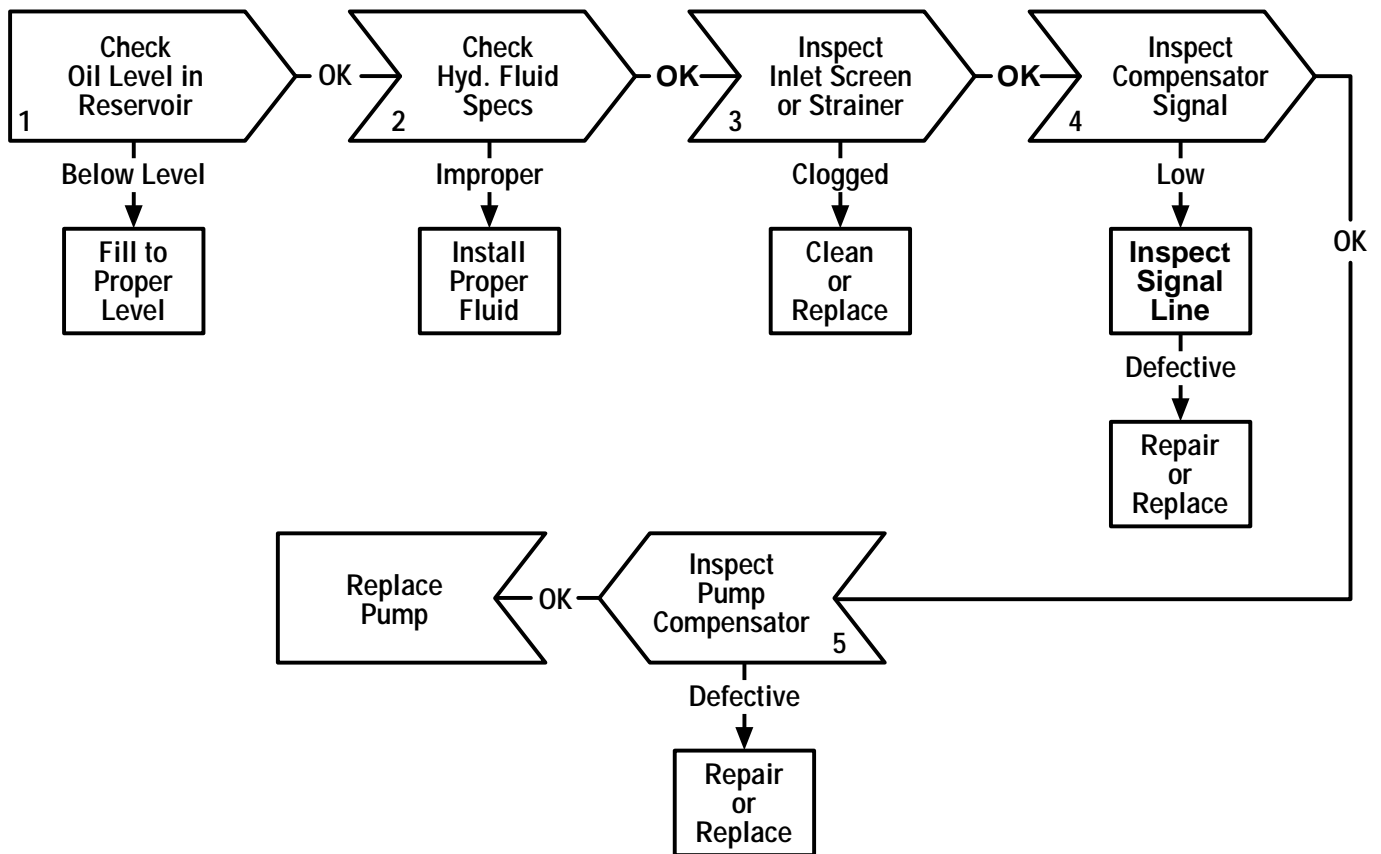 Check
Oil Level in
Reservoir
1
OK
Check
Hyd. Fluid
Specs
2
OK
Inspect
Inlet Screen
or Strainer
3
OK
Inspect
Compensator
Signal
4
Below Level
Improper
Clogged
Low
Fill to
Proper
Level
Install
Proper
Fluid
Clean
or
Replace
Inspect
Signal
Line
OK
Defective
Repair
or
Replace
Replace
Pump
OK
Inspect
Pump
Compensator
5
Defective
Repair
or
Replace